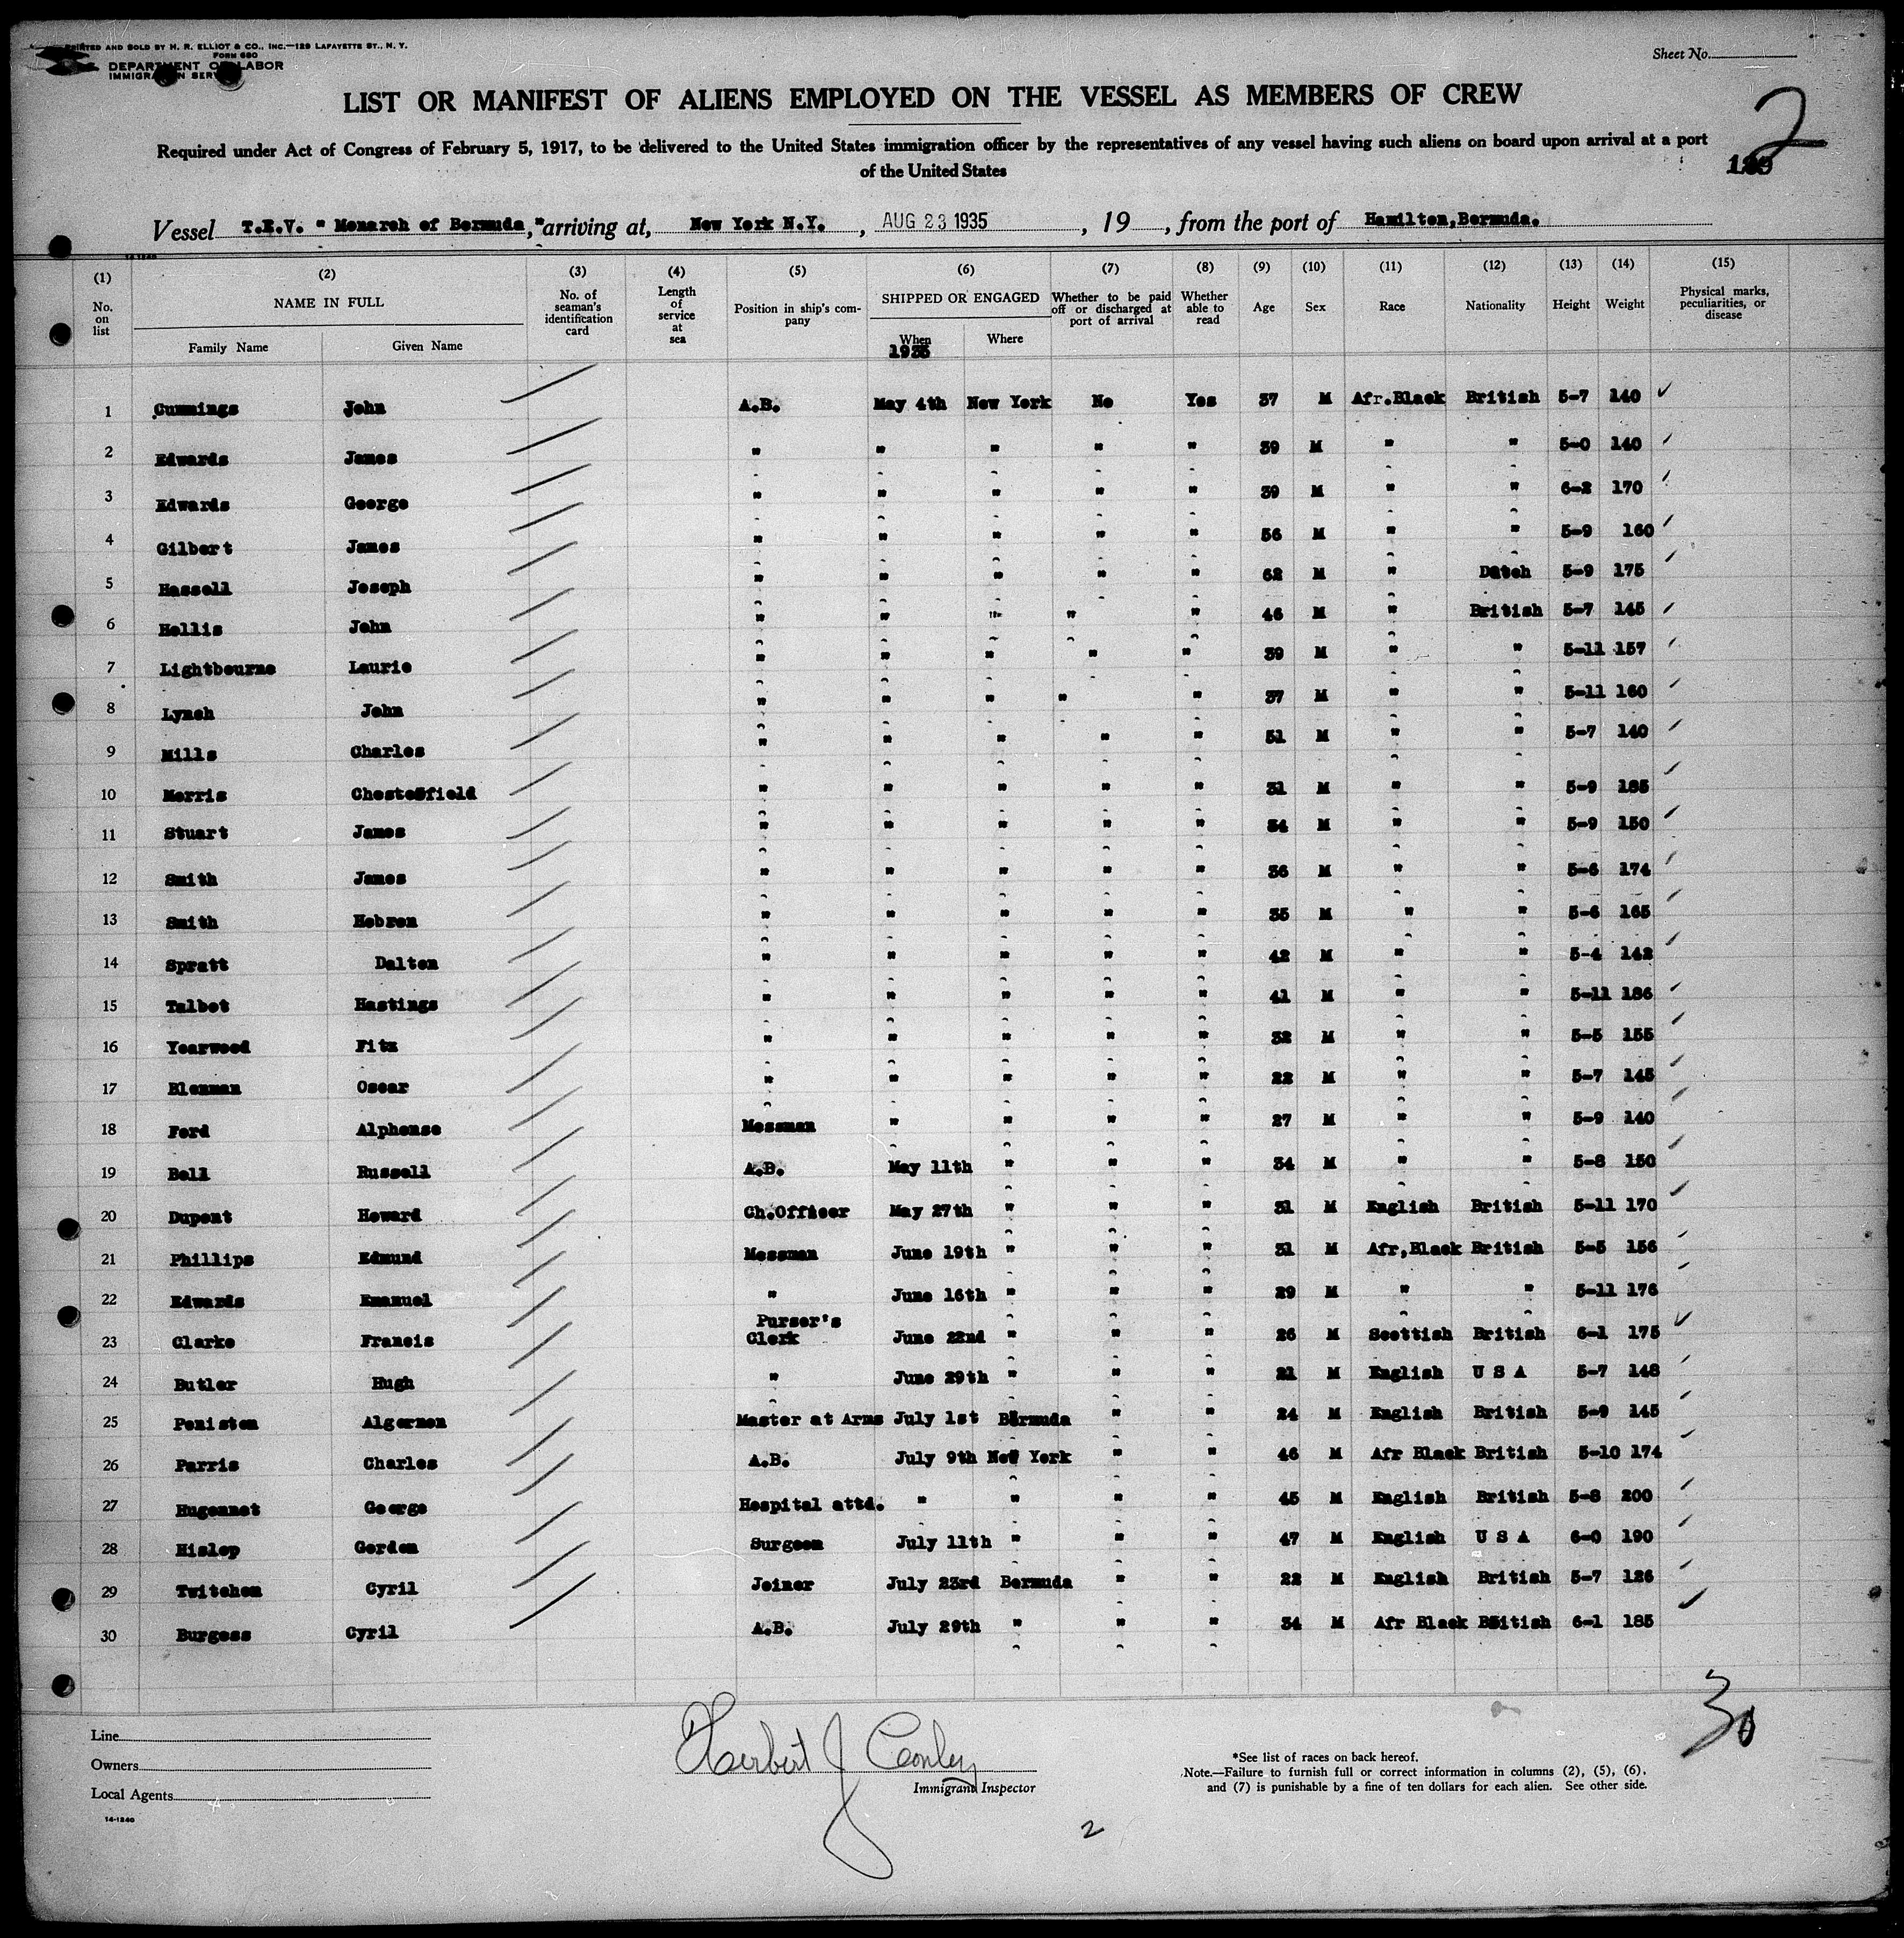 PRINTED AND SOLD BY H. R. ELLIOT & CO., INC.—129 LAFAYETTE ST., N. Y.
FORM 680
DEPARTMENT OF LABOR
IMMIGRATION SERVICE
Sheet No.
LIST OR MANIFEST OF ALIENS EMPLOYED ON THE VESSEL AS MEMBERS OF CREW
2
Required under Act of Congress of February 5, 1917, to be delivered to the United States immigration officer by the representatives of any vessel having such aliens on board upon arrival at a port
of the United States
Vessel T.E.V. " Monarch of Bermuda," arriving at, New York N.Y. , AUG 23 1935 , 19 , from the port of Hamilton,Bermuda.
14-1240
(1) (2) (3) (4) (5) (6) (7) (8) (9) (10) (11) (12) (13) (14) (15)
No. on list NAME IN FULL Family Name Given Name No. of seaman's identification card Length of service at sea Position in ship's company SHIPPED OR ENGAGED When Where Whether to be paid off or discharged at port of arrival Whether able to read Age Sex Race Nationality Height Weight Physical marks, peculiarities, or disease
1935
1 Cummings John A.B. May 4th New York No Yes 37 M Afr.Black British 5-7 140 ✓
2 Edwards James " " " " " 39 M " " 5-0 140
3 Edwards George " " " " " 39 M " " 6-2 170
4 Gilbert James " " " " " 56 M " " 5-9 160
5 Hassell Joseph " " " " " 62 M " Dutch 5-9 175
6 Hollis John " " " " " 46 M " British 5-7 145
7 Lightbourne Laurie " " " " " 39 M " " 5-11 157
8 Lynch John " " " " " 37 M " " 5-11 160
9 Mills Charles " " " " " 51 M " " 5-7 140
10 Morris Chesterfield " " " " " 31 M " " 5-9 185
11 Stuart James " " " " " 34 M " " 5-9 150
12 Smith James " " " " " 36 M " " 5-6 174
13 Smith Hebron " " " " " 35 M " " 5-6 165
14 Spratt Dalton " " " " " 42 M " " 5-4 142
15 Talbot Hastings " " " " " 41 M " " 5-11 186
16 Yearwood Fitz " " " " " 32 M " " 5-5 155
17 Blenman Oscar " " " " " 22 M " " 5-7 145
18 Ford Alphonse Messman " " " " 27 M " " 5-9 140
19 Bell Russell A.B. May 11th " " " 34 M " " 5-8 150
20 Dupont Howard Ch.Officer May 27th " " " 31 M English British 5-11 170
21 Phillips Edmund Messman June 19th " " " 31 M Afr,Black British 5-5 156
22 Edwards Emanuel " June 16th " " " 29 M " " 5-11 176
23 Clarke Francis Purser's Clerk June 22nd " " " 26 M Scottish British 6-1 175
24 Butler Hugh " June 29th " " " 21 M English U S A 5-7 148
25 Peniston Algernon Master at Arms July 1st Bermuda " " 24 M English British 5-9 145
26 Parris Charles A.B. July 9th New York " " 46 M Afr Black British 5-10 174
27 Hugonnet George Hospital attd. " " " " 45 M English British 5-8 200
28 Hislop Gordon Surgeon July 11th " " " 47 M English U S A 6-0 190
29 Twitchen Cyril Joiner July 23rd Bermuda " " 22 M English British 5-7 126
30 Burgess Cyril A.B. July 29th " " " 34 M Afr Black British 6-1 185
30
Line
Owners
Local Agents
14-1240
Herbert J Conley
Immigrant Inspector
*See list of races on back hereof.
Note.—Failure to furnish full or correct information in columns (2), (5), (6),
and (7) is punishable by a fine of ten dollars for each alien. See other side.
2